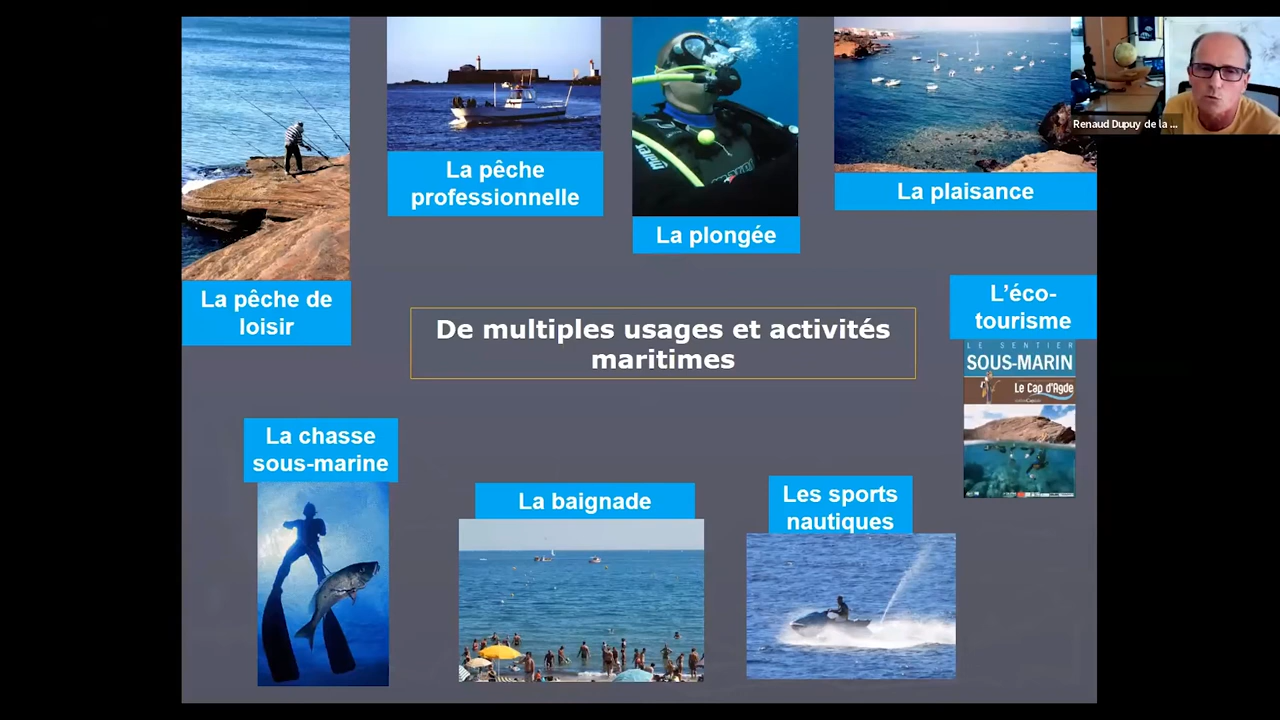 Renaud Dupuy de la ...
La pêche
professionnelle
La plaisance
La plongée
La pêche de
loisir
L’éco-
tourisme
De multiples usages et activités
maritimes
LE SENTIER
SOUS-MARIN
Le Cap d'Agde
La chasse
sous-marine
La baignade
Les sports
nautiques
mares